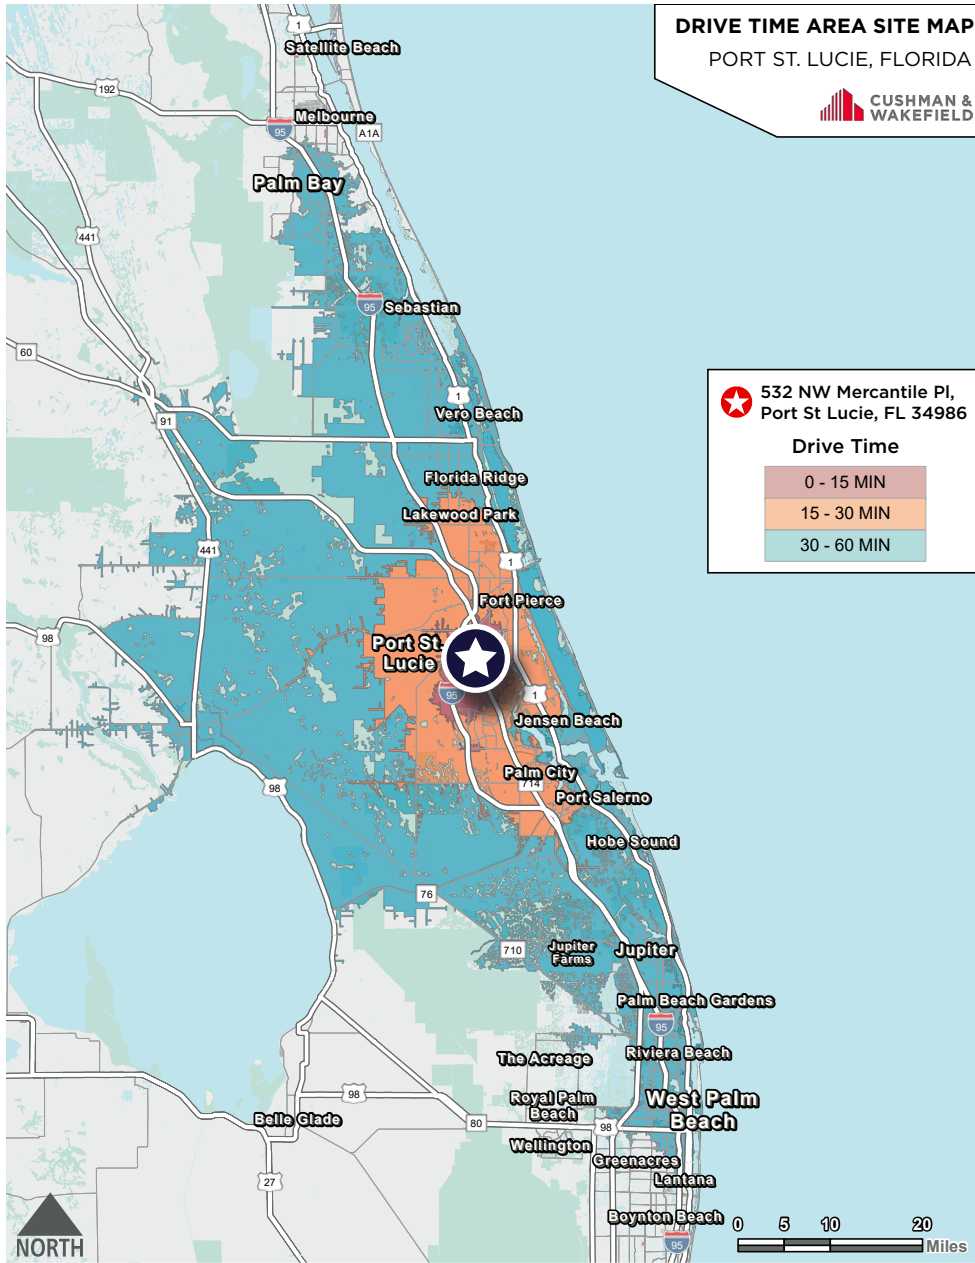 DRIVE TIME AREA SITE MAP
PORT ST. LUCIE, FLORIDA
CUSHMAN &
WAKEFIELD
1
Satellite Beach
192
Melbourne
95
A1A
Palm Bay
441
95
Sebastian
60
1
Vero Beach
91
532 NW Mercantile Pl,
Port St Lucie, FL 34986
Drive Time
0 - 15 MIN
15 - 30 MIN
30 - 60 MIN
Florida Ridge
Lakewood Park
441
1
Fort Pierce
98
Port St.
Lucie
95
1
Jensen Beach
Palm City
714
98
Port Salerno
Hobe Sound
76
710
Jupiter
Farms
Jupiter
Palm Beach Gardens
95
Riviera Beach
The Acreage
98
Royal Palm
Beach
West Palm
Beach
Belle Glade
80
98
Wellington
Greenacres
27
Lantana
Boynton Beach
95
NORTH
0 5 10 20
Miles